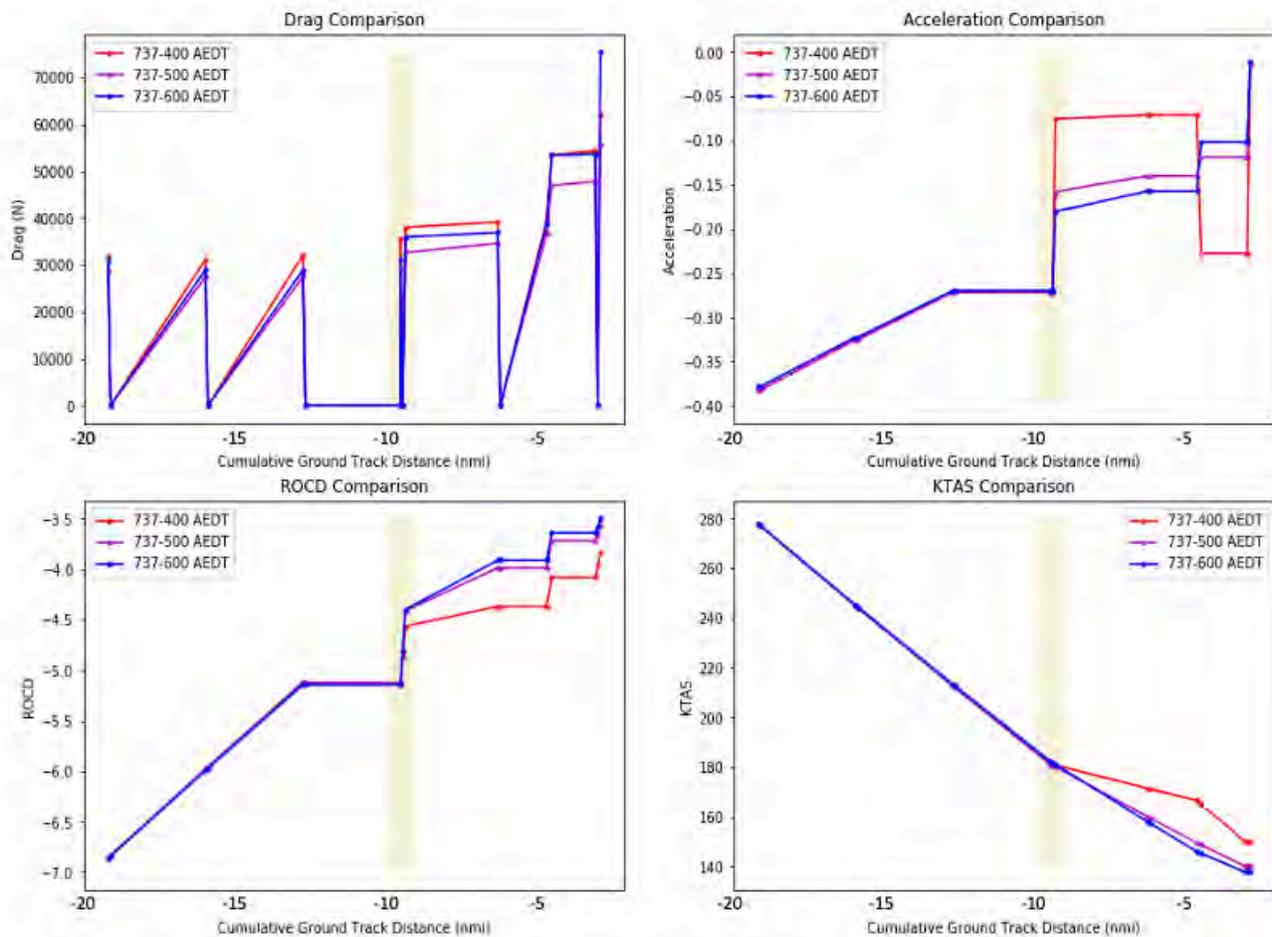 Drag Comparison
737-400 AEDT
737-500 AEDT
737-600 AEDT
70000
60000
50000
40000
30000
20000
10000
0
Drag (N)
-20
-15
-10
-5
Cumulative Ground Track Distance (nmi)
Acceleration Comparison
737-400 AEDT
737-500 AEDT
737-600 AEDT
0.00
−0.05
−0.10
−0.15
−0.20
−0.25
−0.30
−0.35
−0.40
Acceleration
-20
-15
-10
-5
Cumulative Ground Track Distance (nmi)
ROCD Comparison
737-400 AEDT
737-500 AEDT
737-600 AEDT
−3.5
−4.0
−4.5
−5.0
−5.5
−6.0
−6.5
−7.0
ROCD
-20
-15
-10
-5
Cumulative Ground Track Distance (nmi)
KTAS Comparison
737-400 AEDT
737-500 AEDT
737-600 AEDT
280
260
240
220
200
180
160
140
KTAS
-20
-15
-10
-5
Cumulative Ground Track Distance (nmi)